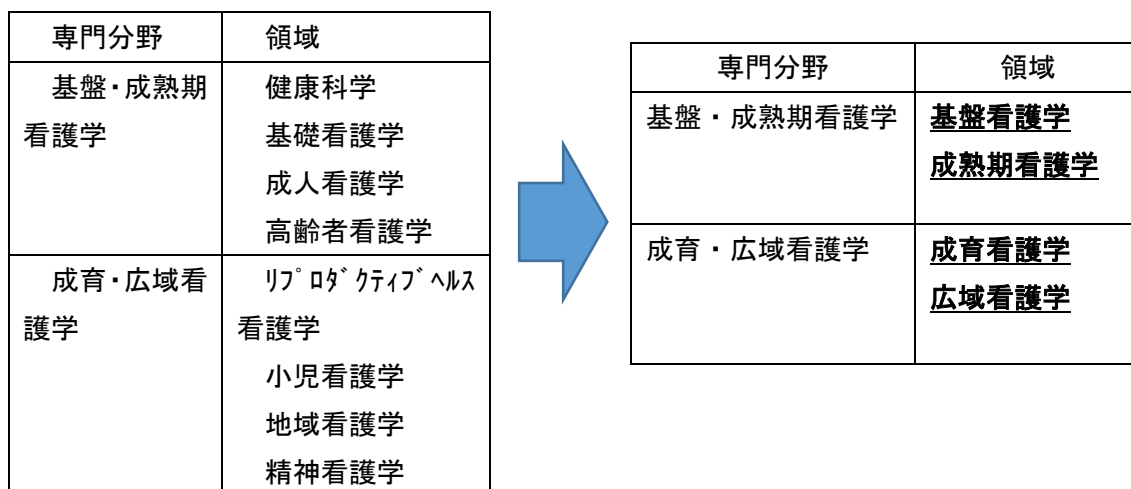 専門分野 領域
基盤・成熟期看護学
健康科学
基礎看護学
成人看護学
高齢者看護学
成育・広域看護学
ﾘﾌﾟﾛﾀﾞｸﾃｨﾌﾞﾍﾙｽ
看護学
小児看護学
地域看護学
精神看護学
専門分野 領域
基盤・成熟期看護学 基盤看護学
成熟期看護学
成育・広域看護学 成育看護学
広域看護学